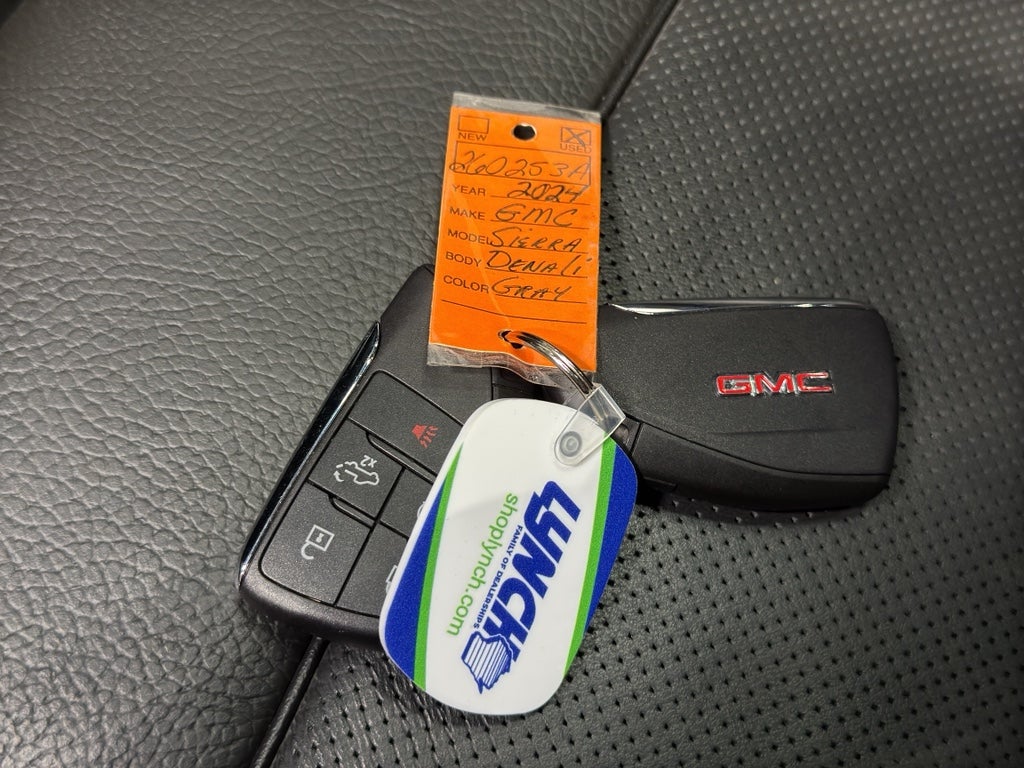 NEW
USED
260253A
YEAR 2024
MAKE GMC
MODEL SIERRA
BODY DENALI
COLOR GRAY
GMC
x2
LYNCH
FAMILY OF DEALERSHIPS
shoplynch.com